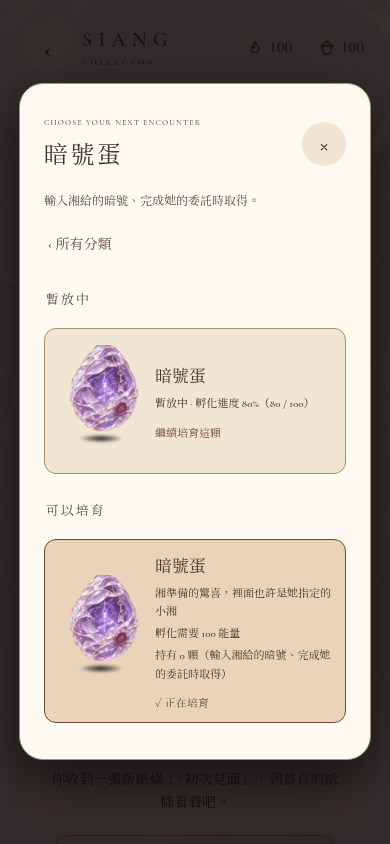 ‹
SIANG
COLLECTOR
100
100
CHOOSE YOUR NEXT ENCOUNTER
暗號蛋
×
輸入湘給的暗號、完成她的委託時取得。
‹ 所有分類
暫放中
暗號蛋
暫放中 · 孵化進度 80%（80 / 100）
繼續培育這顆
可以培育
暗號蛋
湘準備的驚喜，裡面也許是她指定的
小湘
孵化需要 100 能量
持有 0 顆（輸入湘給的暗號、完成她
的委託時取得）
✓ 正在培育
你收到一張新紙條：「初次見面」，到首頁的紙
條看看吧。